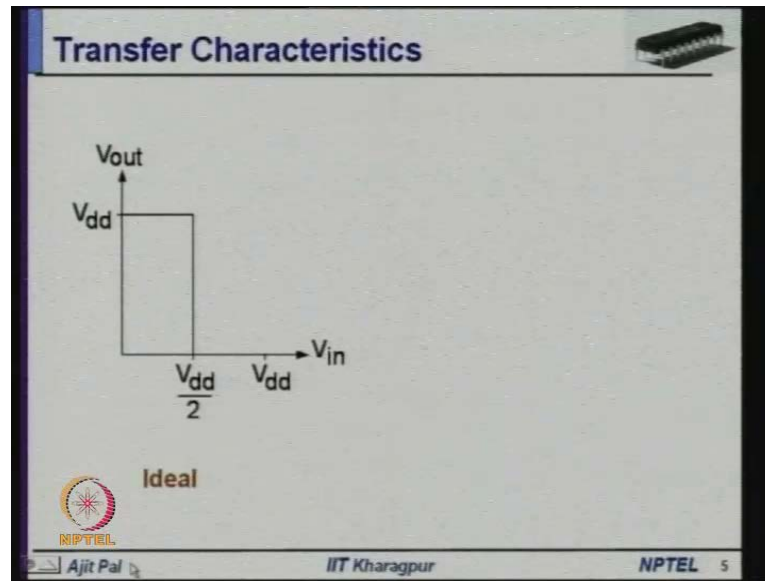 Transfer Characteristics
Vout
Vdd
Vin
Vdd
2
Vdd
Ideal
NPTEL
Ajit Pal
IIT Kharagpur
NPTEL 5